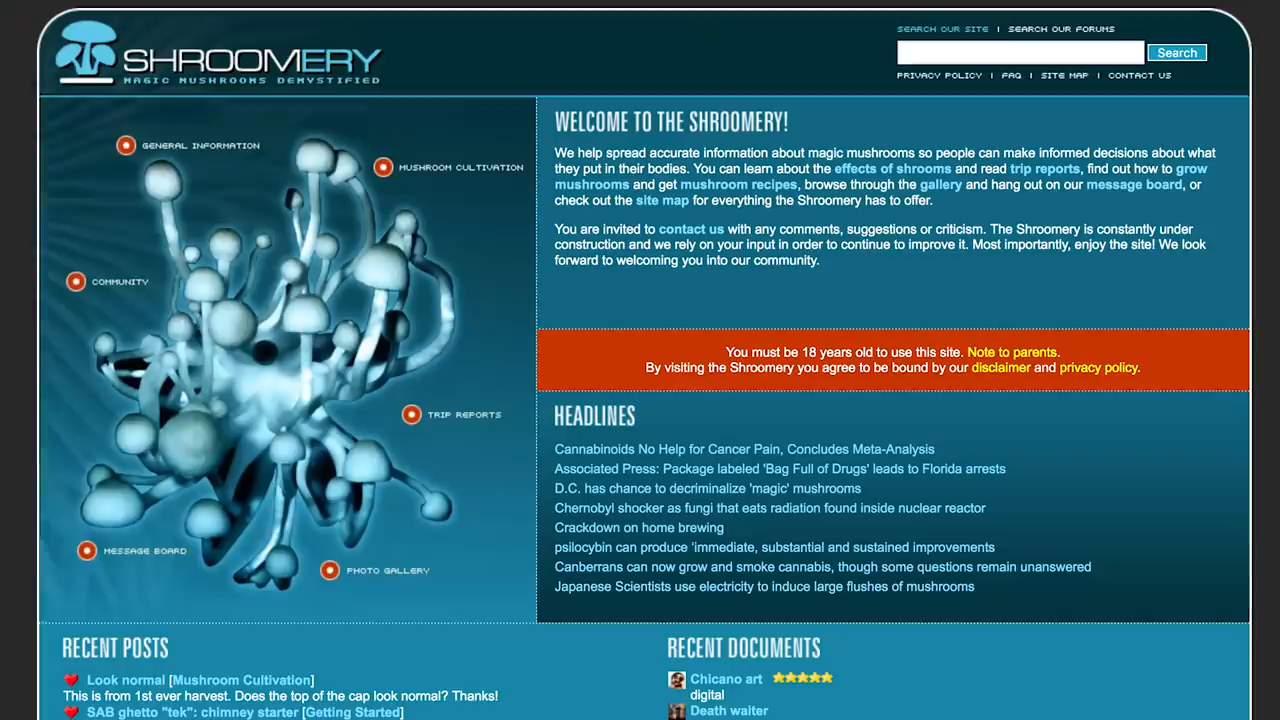 SHROOMERY
MAGIC MUSHROOMS DEMYSTIFIED
SEARCH OUR SITE | SEARCH OUR FORUMS
Search
PRIVACY POLICY | FAQ | SITE MAP | CONTACT US
GENERAL INFORMATION
MUSHROOM CULTIVATION
COMMUNITY
TRIP REPORTS
MESSAGE BOARD
PHOTO GALLERY
WELCOME TO THE SHROOMERY!
We help spread accurate information about magic mushrooms so people can make informed decisions about what
they put in their bodies. You can learn about the effects of shrooms and read trip reports, find out how to grow
mushrooms and get mushroom recipes, browse through the gallery and hang out on our message board, or
check out the site map for everything the Shroomery has to offer.
You are invited to contact us with any comments, suggestions or criticism. The Shroomery is constantly under
construction and we rely on your input in order to continue to improve it. Most importantly, enjoy the site! We look
forward to welcoming you into our community.
You must be 18 years old to use this site. Note to parents.
By visiting the Shroomery you agree to be bound by our disclaimer and privacy policy.
HEADLINES
Cannabinoids No Help for Cancer Pain, Concludes Meta-Analysis
Associated Press: Package labeled 'Bag Full of Drugs' leads to Florida arrests
D.C. has chance to decriminalize 'magic' mushrooms
Chernobyl shocker as fungi that eats radiation found inside nuclear reactor
Crackdown on home brewing
psilocybin can produce 'immediate, substantial and sustained improvements
Canberrans can now grow and smoke cannabis, though some questions remain unanswered
Japanese Scientists use electricity to induce large flushes of mushrooms
RECENT POSTS
Look normal [Mushroom Cultivation]
This is from 1st ever harvest. Does the top of the cap look normal? Thanks!
SAB ghetto "tek": chimney starter [Getting Started]
RECENT DOCUMENTS
Chicano art
digital
Death waiter